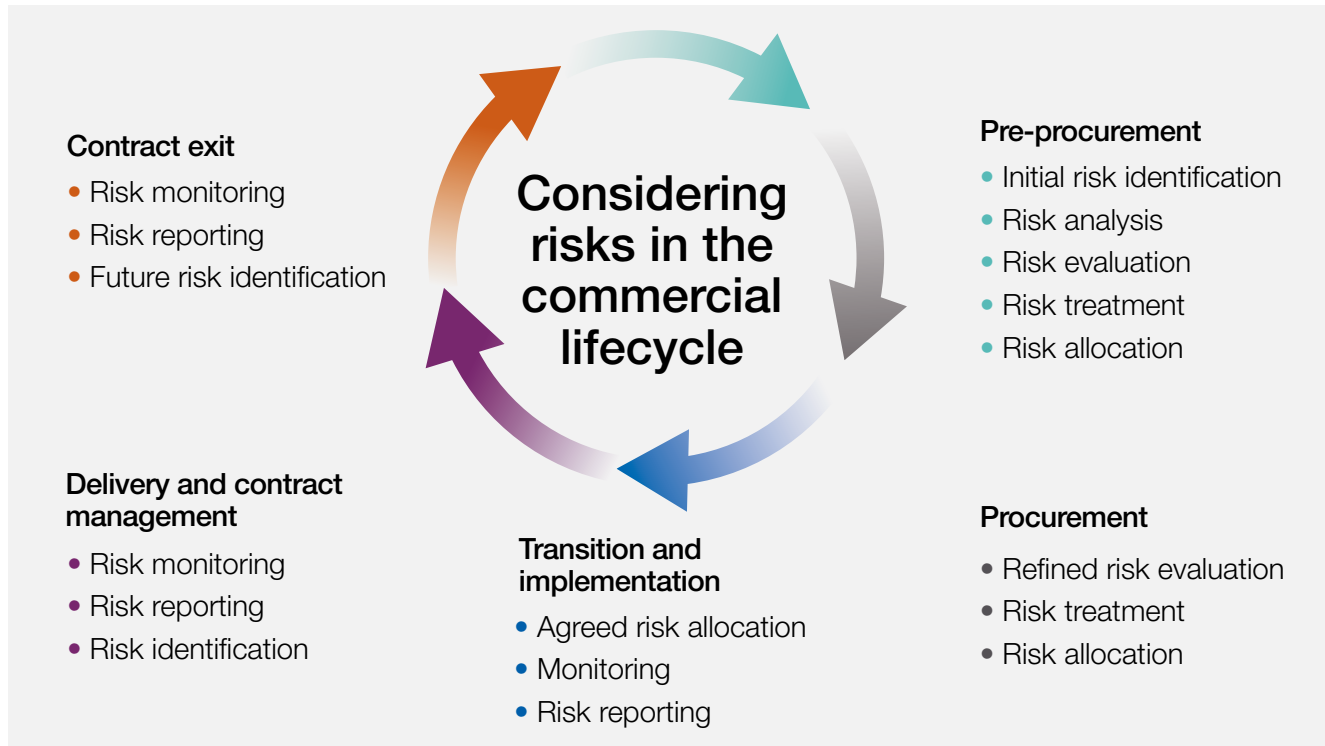 Considering
risks in the
commercial
lifecycle
Pre-procurement
• Initial risk identification
• Risk analysis
• Risk evaluation
• Risk treatment
• Risk allocation
Procurement
• Refined risk evaluation
• Risk treatment
• Risk allocation
Transition and
implementation
• Agreed risk allocation
• Monitoring
• Risk reporting
Delivery and contract
management
• Risk monitoring
• Risk reporting
• Risk identification
Contract exit
• Risk monitoring
• Risk reporting
• Future risk identification